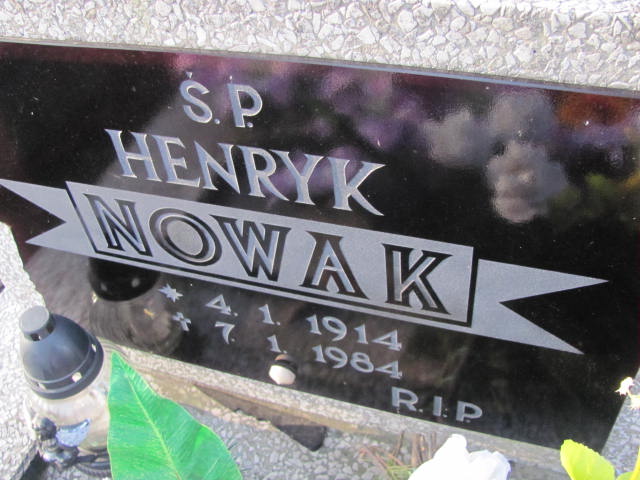 Ś.P.
HENRYK
NOWAK
* 4. 1. 1914
✝ 7. 1. 1984
R.I.P.